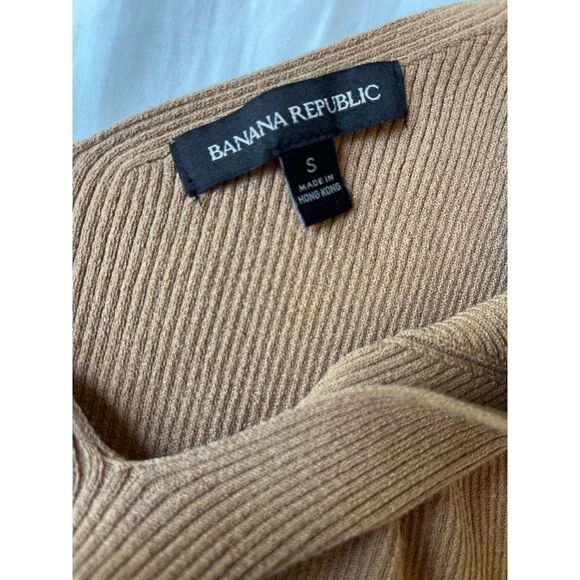 BANANA REPUBLIC
S
MADE IN
HONG KONG